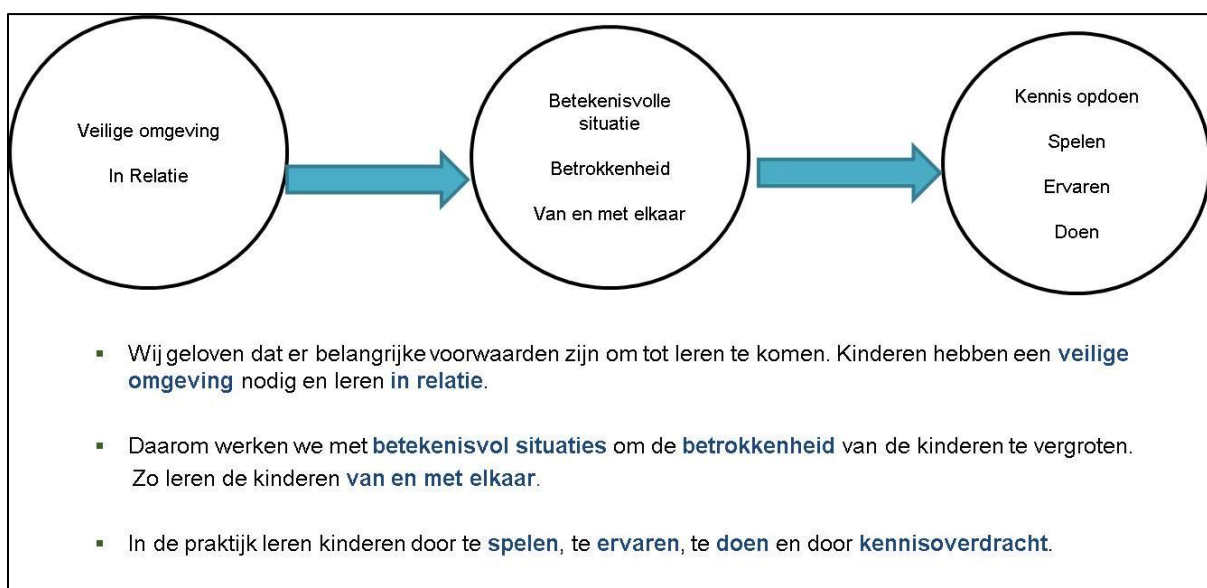 Veilige omgeving
In Relatie
Betekenisvolle
situatie
Betrokkenheid
Van en met elkaar
Kennis opdoen
Spelen
Ervaren
Doen
▪ Wij geloven dat er belangrijke voorwaarden zijn om tot leren te komen. Kinderen hebben een veilige
omgeving nodig en leren in relatie.
▪ Daarom werken we met betekenisvol situaties om de betrokkenheid van de kinderen te vergroten.
Zo leren de kinderen van en met elkaar.
▪ In de praktijk leren kinderen door te spelen, te ervaren, te doen en door kennisoverdracht.